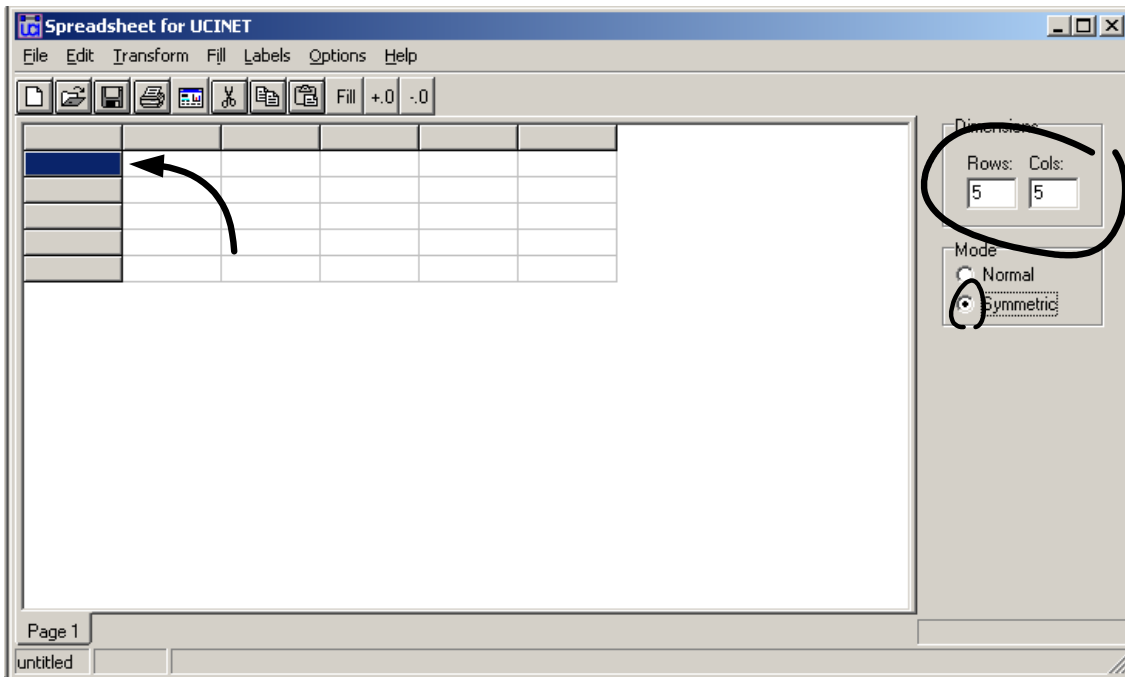 Spreadsheet for UCINET
File Edit Transform Fill Labels Options Help
Fill +.0 -.0
Dimensions
Rows: Cols:
5 5
Mode
Normal
Symmetric
Page 1
untitled